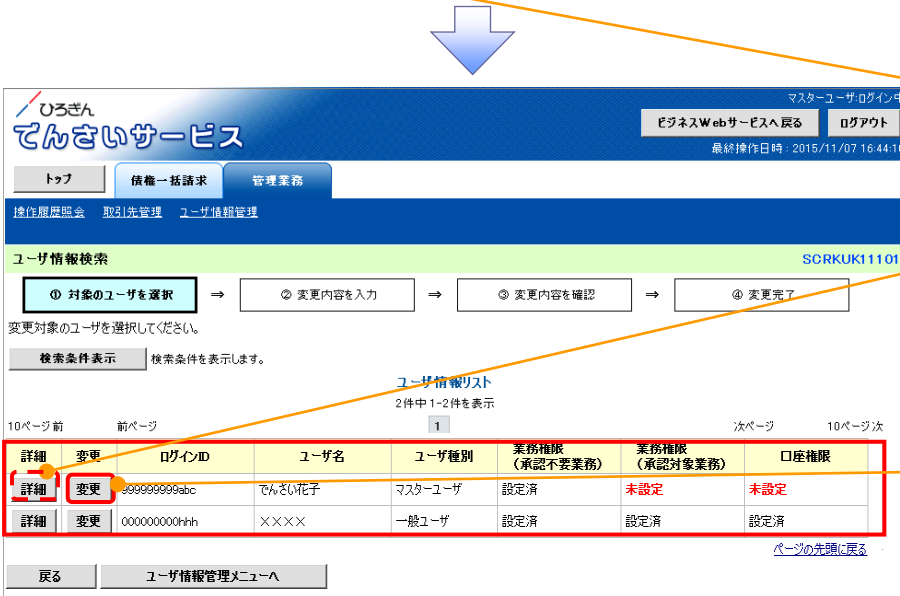 マスターユーザ:ログイン中
ひろぎん
でんさいサービス
ビジネスWebサービスへ戻る
ログアウト
最終操作日時:2015/11/07 16:44:16
トップ
債権一括請求
管理業務
操作履歴照会 取引先管理 ユーザ情報管理
ユーザ情報検索 SCRKUK11101
① 対象のユーザを選択 ⇒ ② 変更内容を入力 ⇒ ③ 変更内容を確認 ⇒ ④ 変更完了
変更対象のユーザを選択してください。
検索条件表示 検索条件を表示します。
ユーザ情報リスト
2件中1-2件を表示
10ページ前 前ページ 1 次ページ 10ページ次
詳細 変更 ログインID ユーザ名 ユーザ種別 業務権限(承認不要業務) 業務権限(承認対象業務) 口座権限
詳細 変更 999999999abc でんさい花子 マスターユーザ 設定済 未設定 未設定
詳細 変更 000000000hhh ×××× 一般ユーザ 設定済 設定済 設定済
ページの先頭に戻る
戻る ユーザ情報管理メニューへ